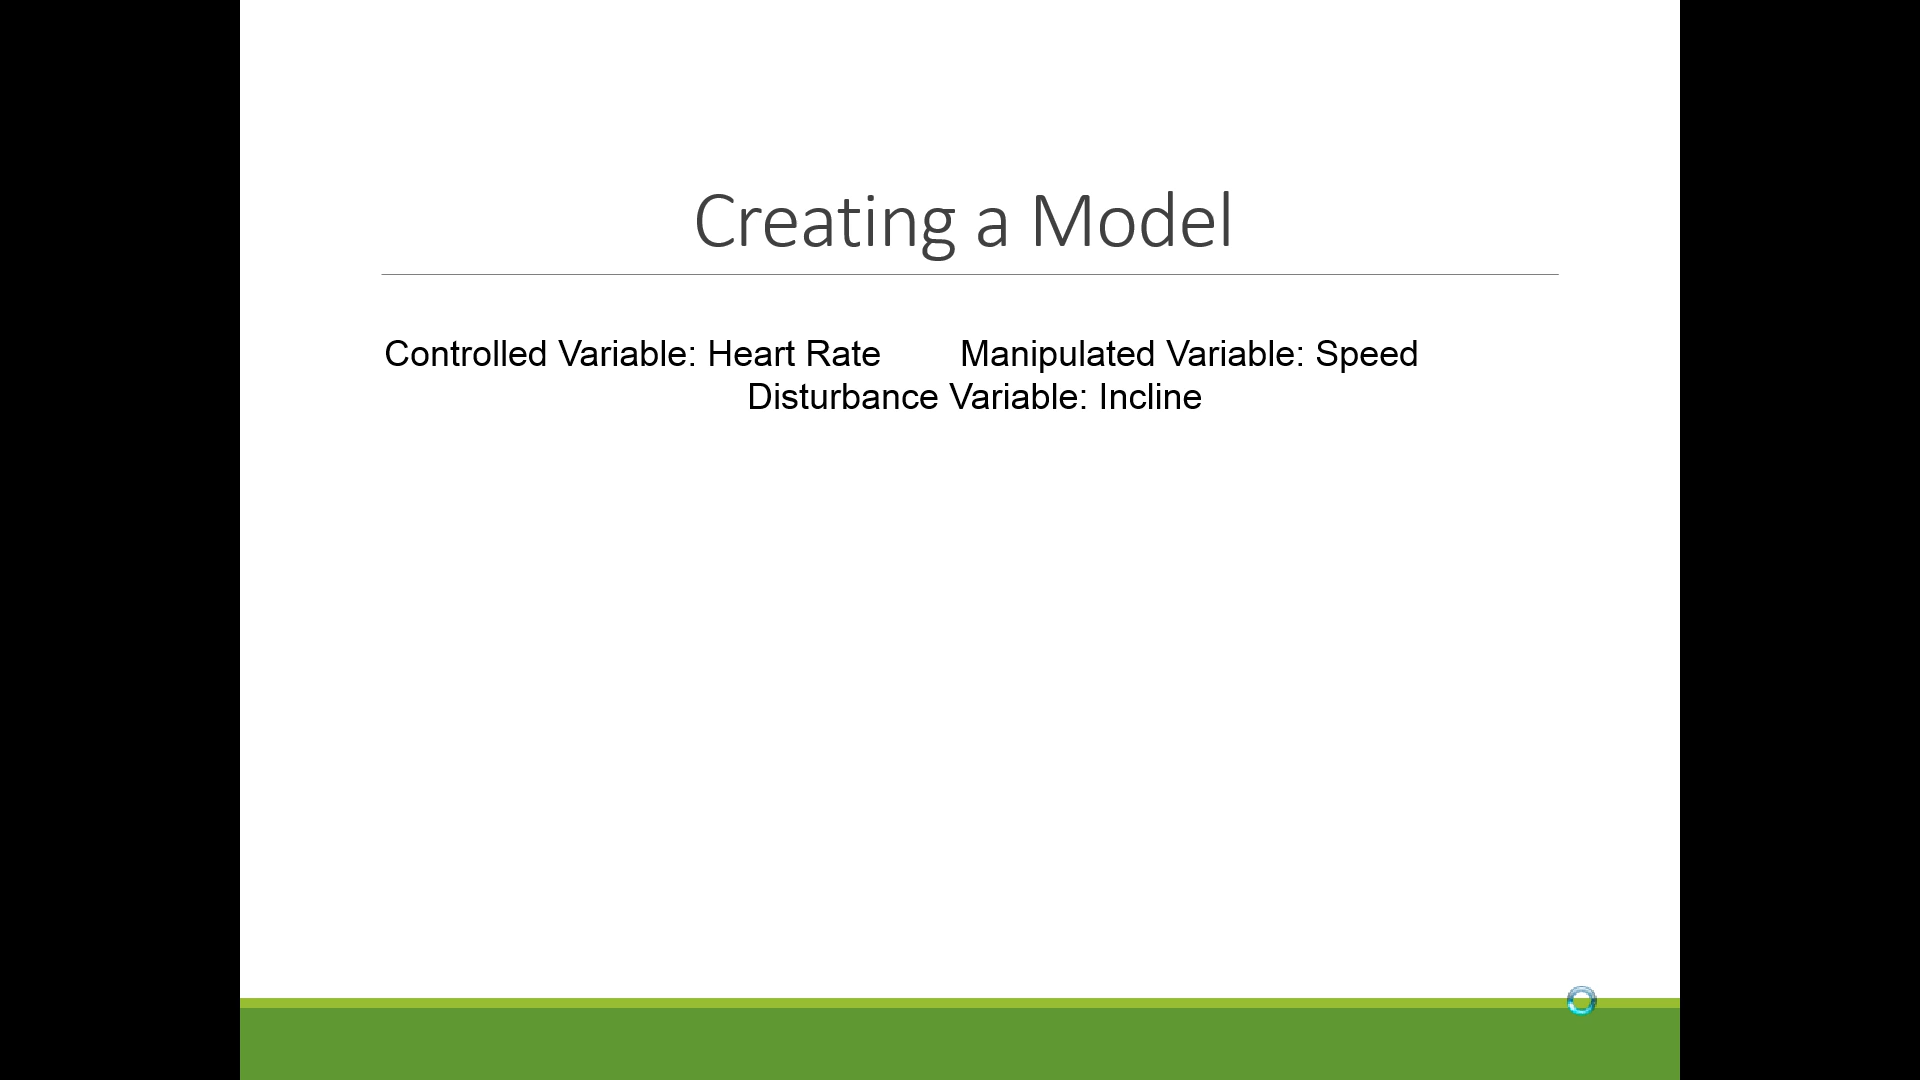 Creating a Model
Controlled Variable: Heart Rate Manipulated Variable: Speed
Disturbance Variable: Incline